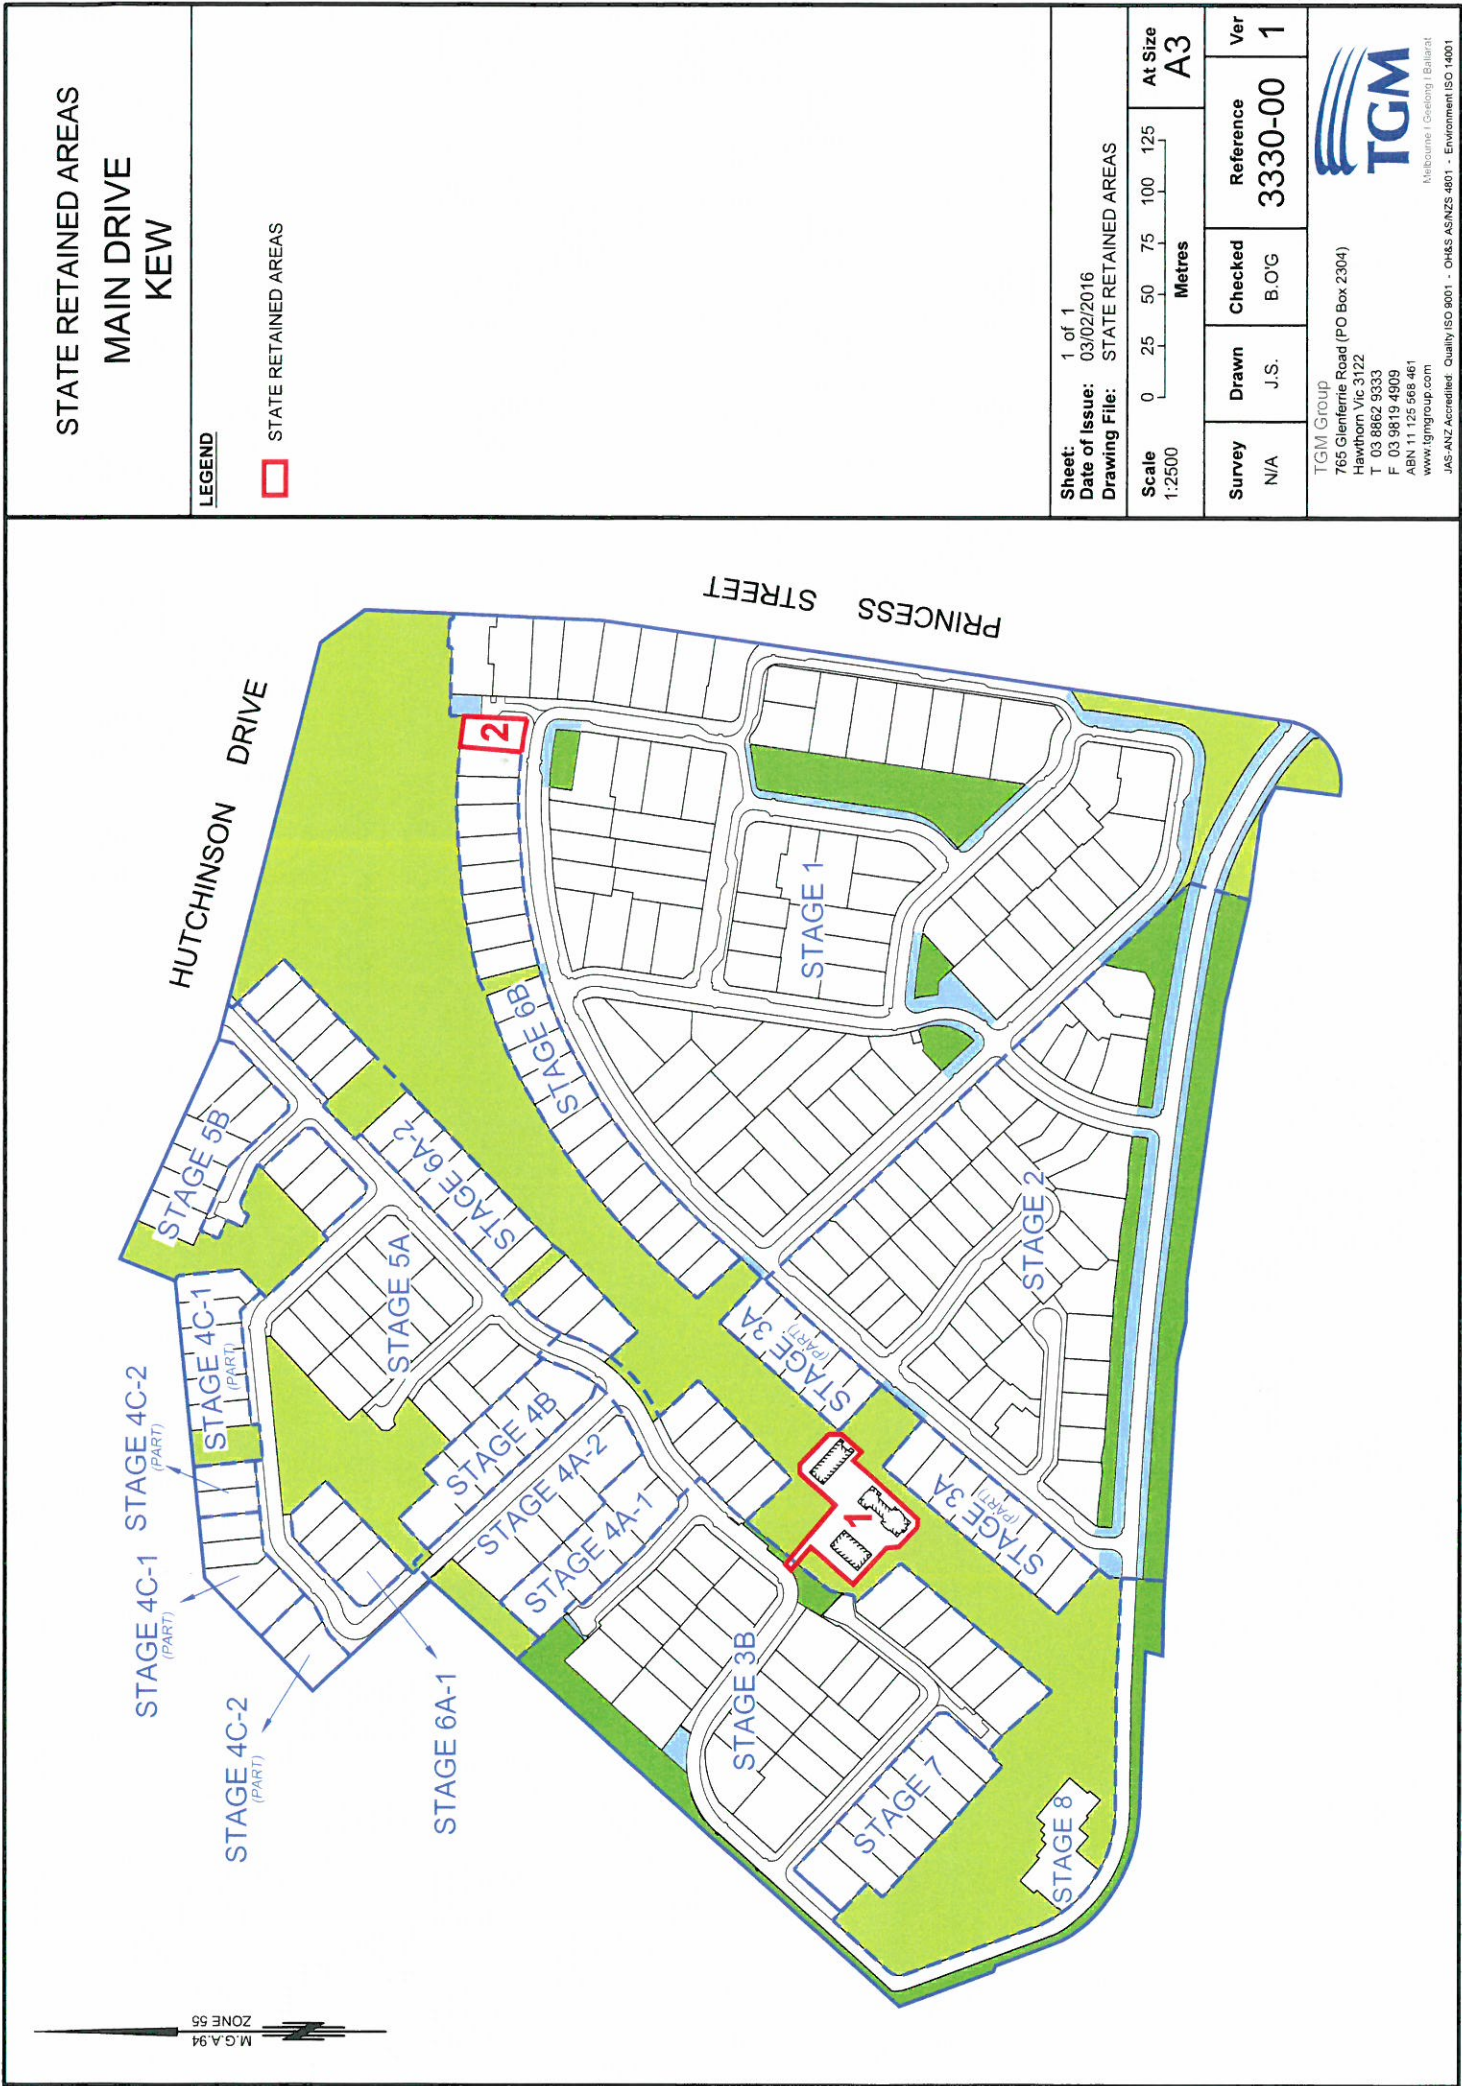 STATE RETAINED AREAS
MAIN DRIVE
KEW
LEGEND
STATE RETAINED AREAS
Sheet: 1 of 1
Date of Issue: 03/02/2016
Drawing File: STATE RETAINED AREAS
Scale
1:2500
0 25 50 75 100 125
Metres
At Size
A3
Survey
N/A
Drawn
J.S.
Checked
B.O'G
Reference
3330-00
Ver
1
TGM Group
765 Glenferrie Road (PO Box 2304)
Hawthorn Vic 3122
T 03 8862 9333
F 03 9819 4909
ABN 11 125 568 461
www.tgmgroup.com
TGM
Melbourne | Geelong | Ballarat
JAS-ANZ Accredited: Quality ISO 9001 - OH&S AS/NZS 4801 - Environment ISO 14001
HUTCHINSON DRIVE
PRINCESS STREET
M.G.A.94
ZONE 55
N
STAGE 4C-2
(PART)
STAGE 4C-1
(PART)
STAGE 4C-2
(PART)
STAGE 4C-1
(PART)
STAGE 6A-1
STAGE 5B
STAGE 5A
STAGE 6A-2
STAGE 4B
STAGE 4A-2
STAGE 4A-1
STAGE 6B
STAGE 3A
(PART)
STAGE 3A
(PART)
STAGE 3B
STAGE 7
STAGE 8
STAGE 1
STAGE 2
1
2